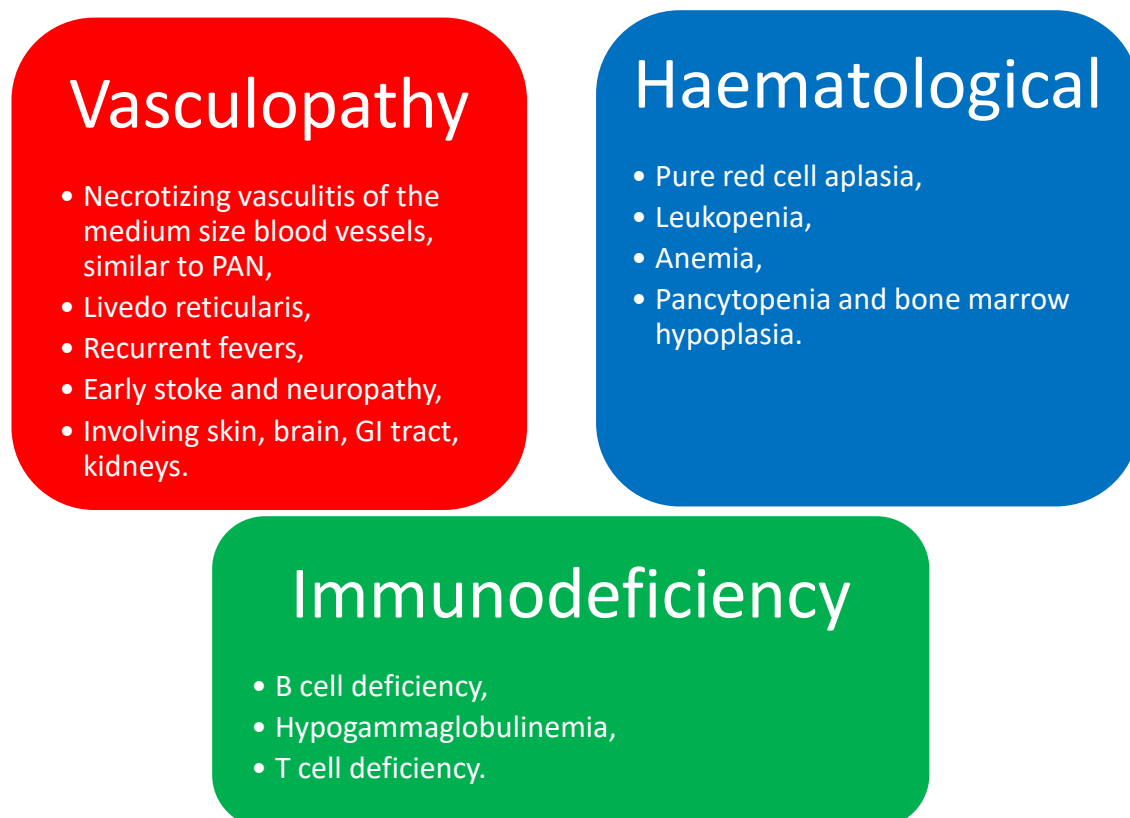 Vasculopathy
• Necrotizing vasculitis of the
medium size blood vessels,
similar to PAN,
• Livedo reticularis,
• Recurrent fevers,
• Early stoke and neuropathy,
• Involving skin, brain, GI tract,
kidneys.
Haematological
• Pure red cell aplasia,
• Leukopenia,
• Anemia,
• Pancytopenia and bone marrow
hypoplasia.
Immunodeficiency
• B cell deficiency,
• Hypogammaglobulinemia,
• T cell deficiency.